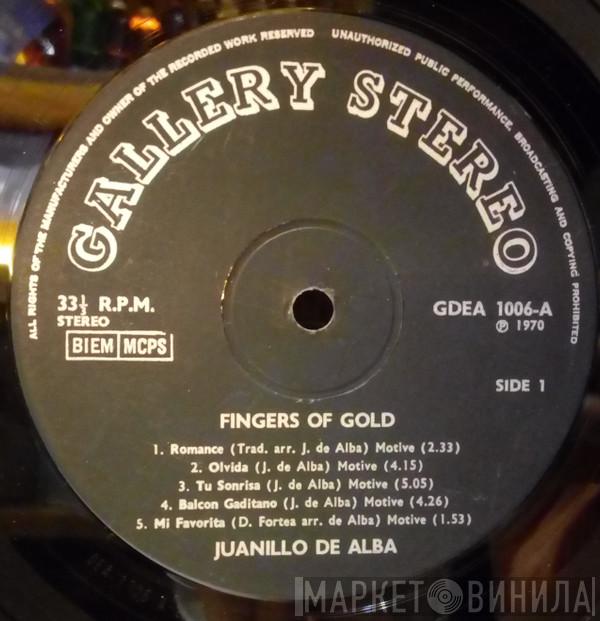 ALL RIGHTS OF THE MANUFACTURERS AND OWNER OF THE RECORDED WORK RESERVED UNAUTHORIZED PUBLIC PERFORMANCE, BROADCASTING AND COPYING PROHIBITED
GALLERY STEREO
33⅓ R.P.M.
STEREO
BIEM MCPS
GDEA 1006-A
℗ 1970
SIDE 1
FINGERS OF GOLD
1. Romance (Trad. arr. J. de Alba) Motive (2.33)
2. Olvida (J. de Alba) Motive (4.15)
3. Tu Sonrisa (J. de Alba) Motive (5.05)
4. Balcon Gaditano (J. de Alba) Motive (4.26)
5. Mi Favorita (D. Fortea arr. de Alba) Motive (1.53)
JUANILLO DE ALBA
МАРКЕТ ВИНИЛА